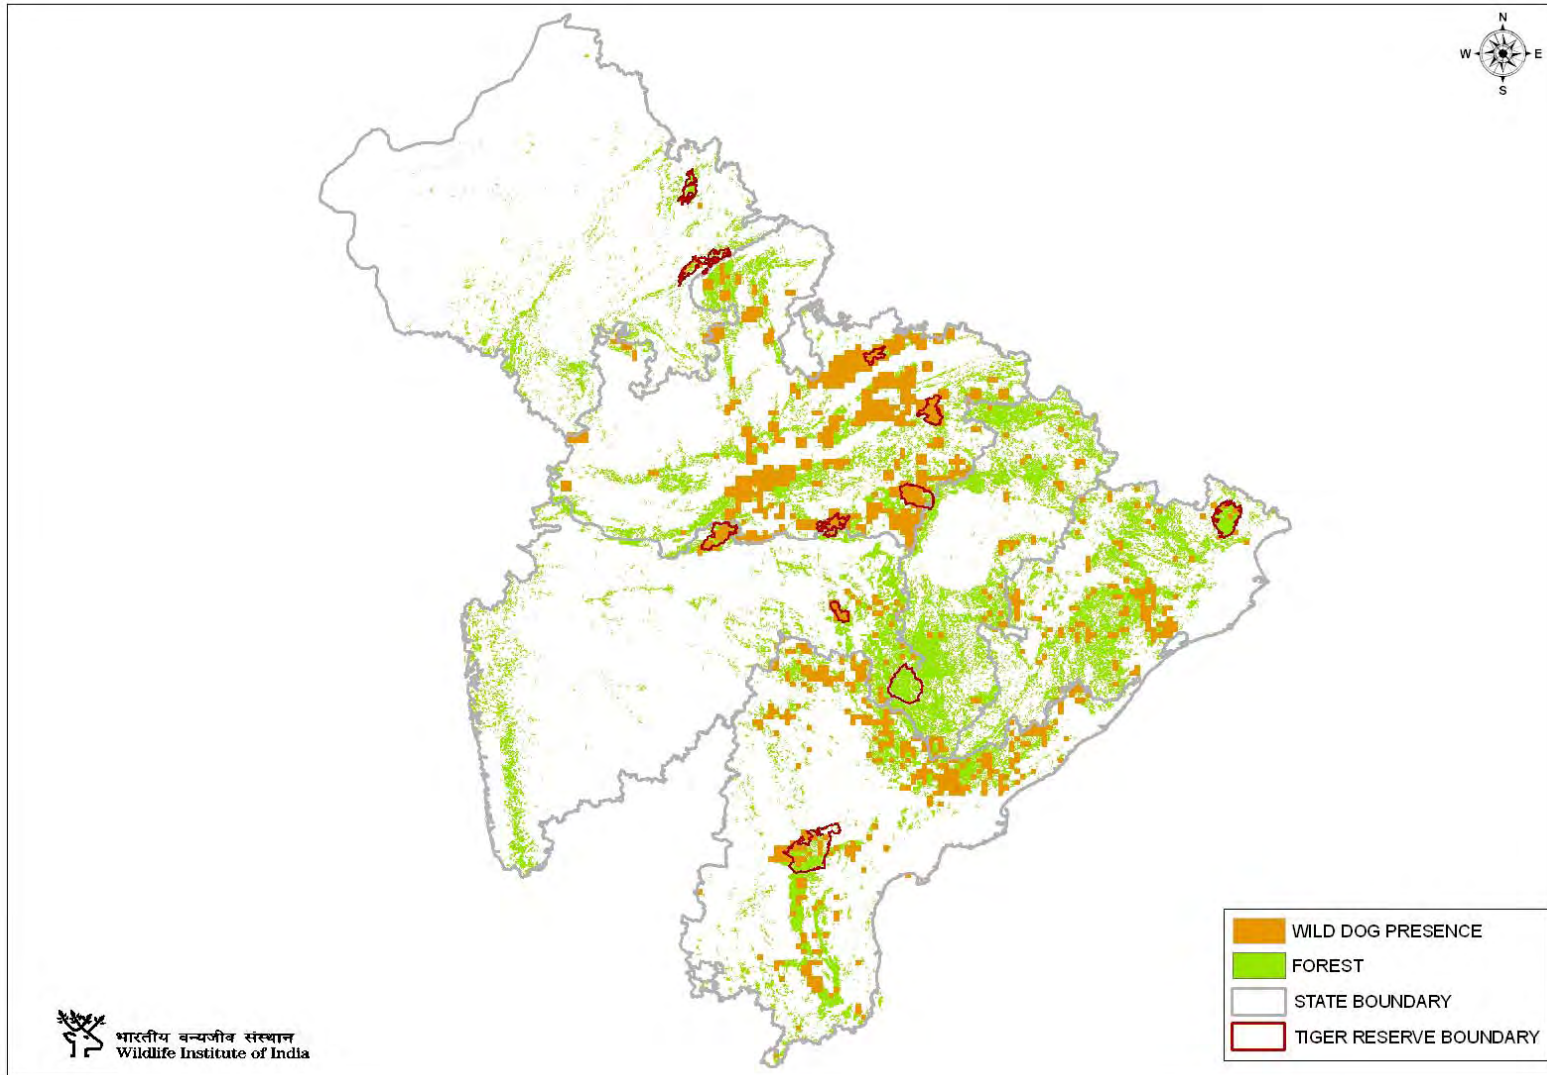 N
W E
S
WILD DOG PRESENCE
FOREST
STATE BOUNDARY
TIGER RESERVE BOUNDARY
भारतीय वन्यजीव संस्थान
Wildlife Institute of India